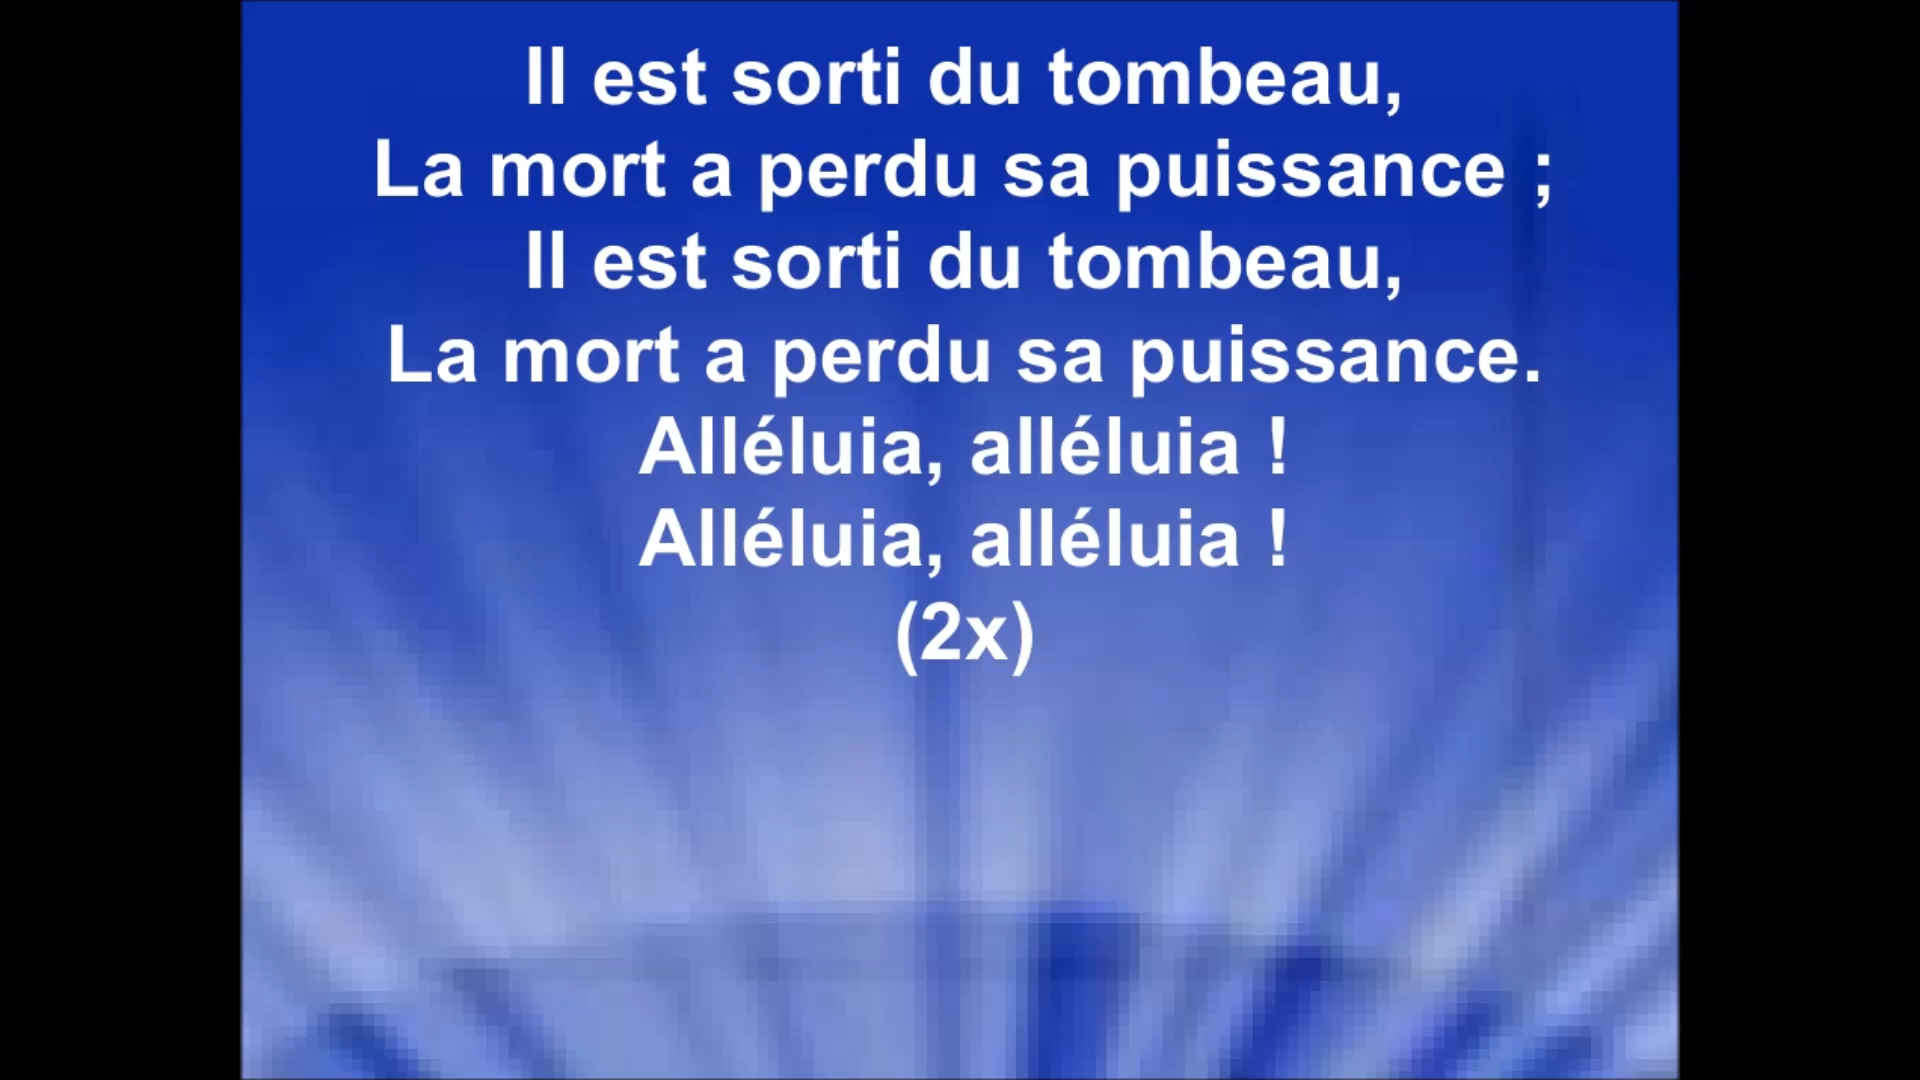 Il est sorti du tombeau,
La mort a perdu sa puissance ;
Il est sorti du tombeau,
La mort a perdu sa puissance.
Alléluia, alléluia !
Alléluia, alléluia !
(2x)